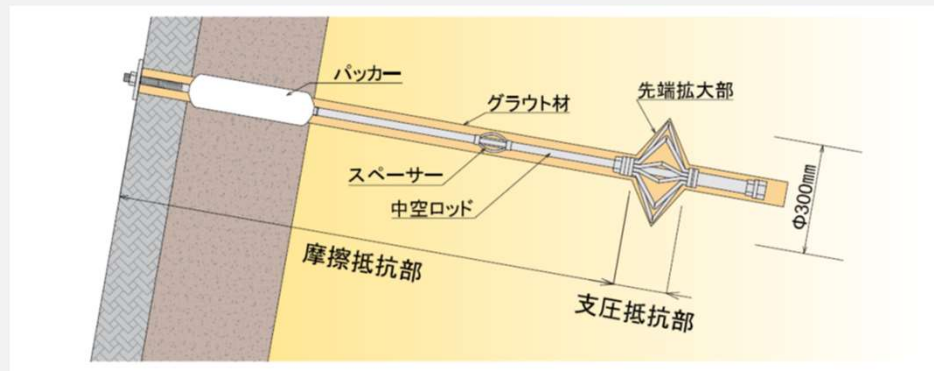 パッカー
グラウト材
先端拡大部
スペーサー
中空ロッド
Φ300mm
摩擦抵抗部
支圧抵抗部